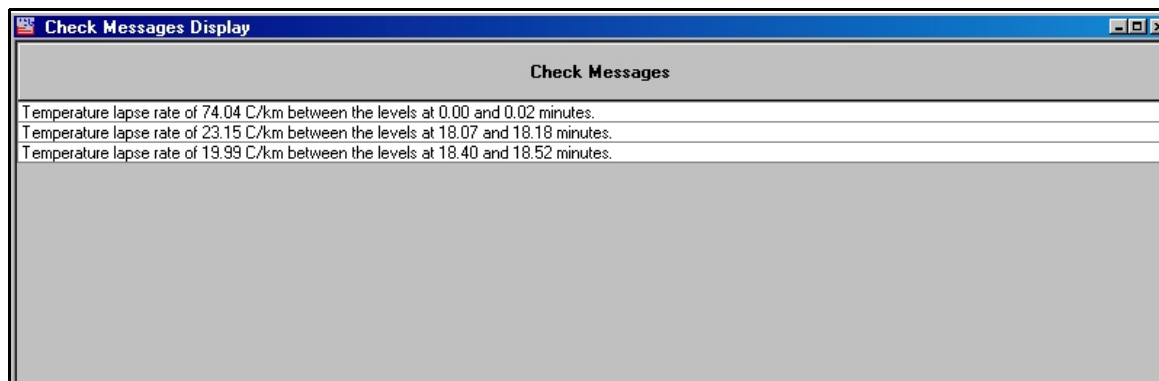 Check Messages Display
Check Messages
Temperature lapse rate of 74.04 C/km between the levels at 0.00 and 0.02 minutes.
Temperature lapse rate of 23.15 C/km between the levels at 18.07 and 18.18 minutes.
Temperature lapse rate of 19.99 C/km between the levels at 18.40 and 18.52 minutes.